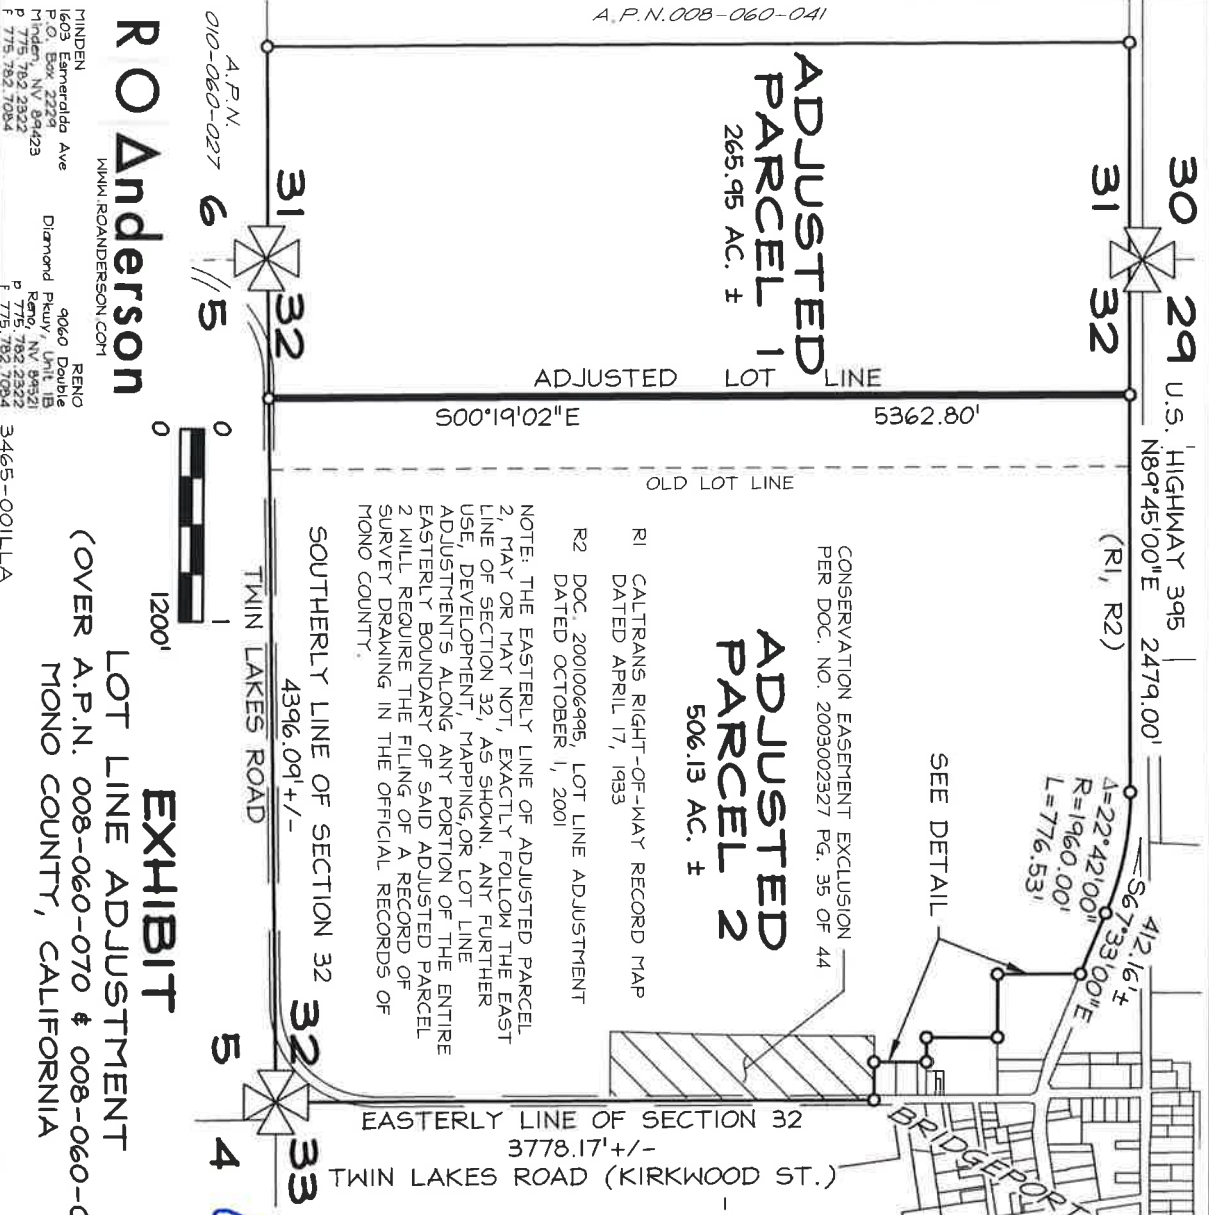 A.P.N. 008-060-041
30
29
31
32
U.S. HIGHWAY 395
N89°45'00"E 2479.00'
(R1, R2)
Δ=22°42'00"
R=1960.00'
L=776.53'
412.16'±
S67°33'00"E
ADJUSTED
PARCEL 1
265.95 AC. ±
ADJUSTED LOT LINE
S00°19'02"E 5362.80'
OLD LOT LINE
SEE DETAIL
ADJUSTED
PARCEL 2
506.13 AC. ±
CONSERVATION EASEMENT EXCLUSION
PER DOC. NO. 2003002327 PG. 35 OF 44
R1 CALTRANS RIGHT-OF-WAY RECORD MAP
DATED APRIL 17, 1933
R2 DOC. 2001006995, LOT LINE ADJUSTMENT
DATED OCTOBER 1, 2001
NOTE: THE EASTERLY LINE OF ADJUSTED PARCEL
2, MAY OR MAY NOT, EXACTLY FOLLOW THE EAST
LINE OF SECTION 32, AS SHOWN. ANY FURTHER
USE, DEVELOPMENT, MAPPING,OR LOT LINE
ADJUSTMENTS ALONG ANY PORTION OF THE ENTIRE
EASTERLY BOUNDARY OF SAID ADJUSTED PARCEL
2 WILL REQUIRE THE FILING OF A RECORD OF
SURVEY DRAWING IN THE OFFICIAL RECORDS OF
MONO COUNTY.
BRIDGEPORT
EASTERLY LINE OF SECTION 32
3778.17'+/-
TWIN LAKES ROAD (KIRKWOOD ST.)
SOUTHERLY LINE OF SECTION 32
4396.09'+/-
TWIN LAKES ROAD
31
32
6
5
32
33
5
4
A.P.N.
010-060-027
0 1
0 1200'
EXHIBIT
LOT LINE ADJUSTMENT
(OVER A.P.N. 008-060-070 & 008-060-0
MONO COUNTY, CALIFORNIA
RO Anderson
WWW.ROANDERSON.COM
MINDEN
1603 Esmeralda Ave
P.O. Box 2229
Minden, NV 89423
p 775.782.2322
f 775.782.7084
RENO
9060 Double
Diamond Pkwy, Unit 1B
Reno, NV 89521
p 775.782.2322
f 775.782.7084
3465-001LLA